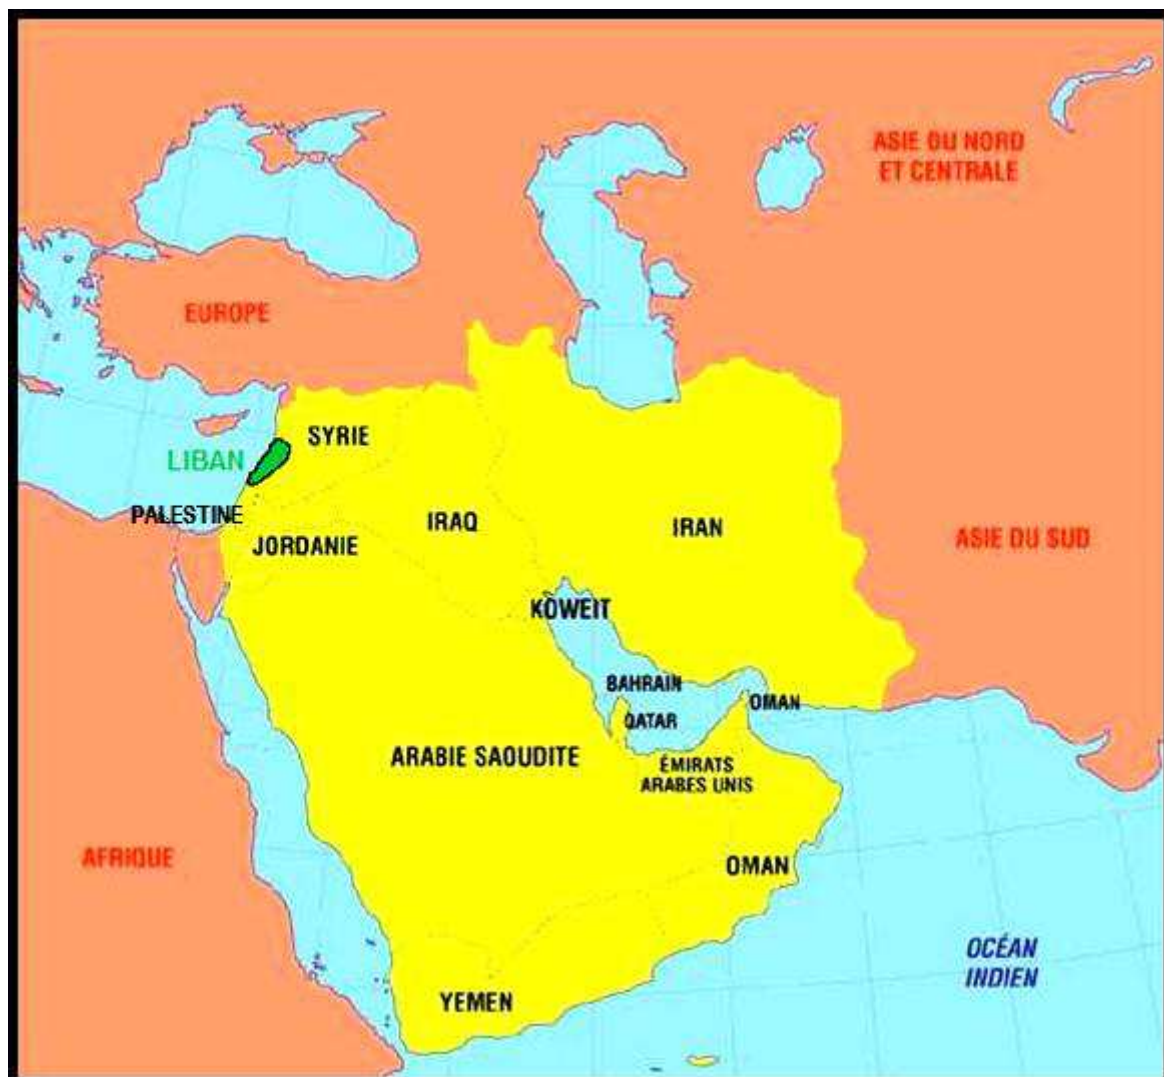 ASIE DU NORD
ET CENTRALE
EUROPE
SYRIE
LIBAN
PALESTINE
JORDANIE
IRAQ
IRAN
ASIE DU SUD
KOWEIT
BAHRAIN
OMAN
QATAR
ARABIE SAOUDITE
ÉMIRATS
ARABES UNIS
AFRIQUE
OMAN
OCÉAN
INDIEN
YEMEN